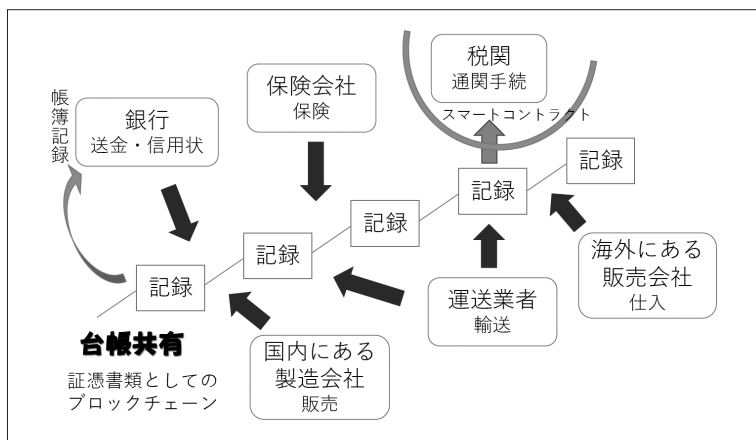 税関
通関手続
スマートコントラクト
保険会社
保険
帳簿記録
銀行
送金・信用状
記録
記録
記録
記録
記録
海外にある
販売会社
仕入
運送業者
輸送
国内にある
製造会社
販売
台帳共有
証憑書類としての
ブロックチェーン